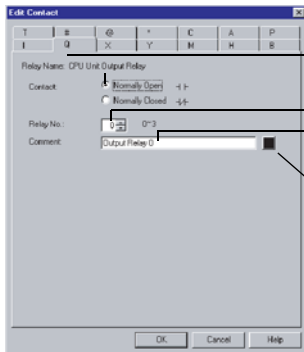 Edit Contact
T # @ * C A P
I Q X Y M H B
Relay Name: CPU Unit Output Relay
Contact: Normally Open
Normally Closed
Relay No.: 0 0~3
Comment: Output Relay 0
OK Cancel Help